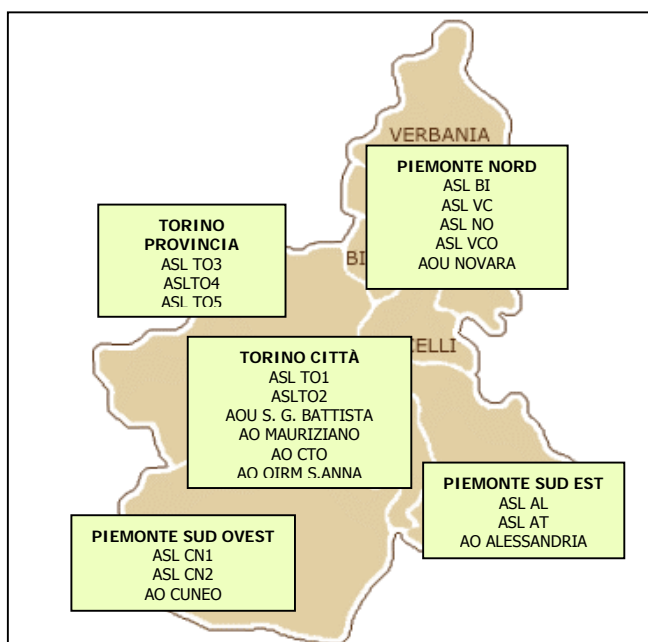 VERBANIA
PIEMONTE NORD
ASL BI
ASL VC
ASL NO
ASL VCO
AOU NOVARA
TORINO
PROVINCIA
ASL TO3
ASLTO4
ASL TO5
BI
ELLI
TORINO CITTÀ
ASL TO1
ASLTO2
AOU S. G. BATTISTA
AO MAURIZIANO
AO CTO
AO OIRM S.ANNA
PIEMONTE SUD EST
ASL AL
ASL AT
AO ALESSANDRIA
PIEMONTE SUD OVEST
ASL CN1
ASL CN2
AO CUNEO